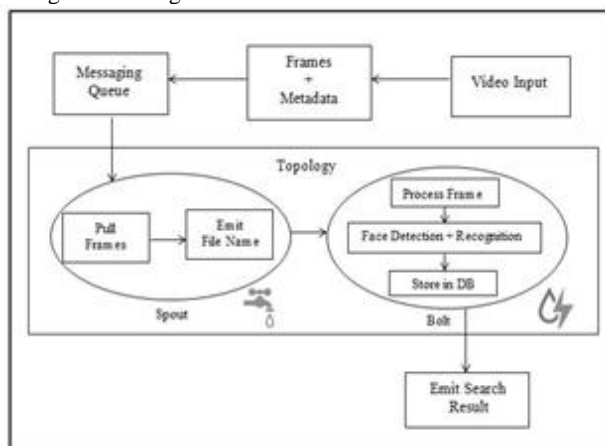 Messaging
Queue
Frames
+
Metadata
Video Input
Topology
Pull
Frames
Emit
File Name
Spout
Process Frame
Face Detection + Recognition
Store in DB
Bolt
Emit Search
Result